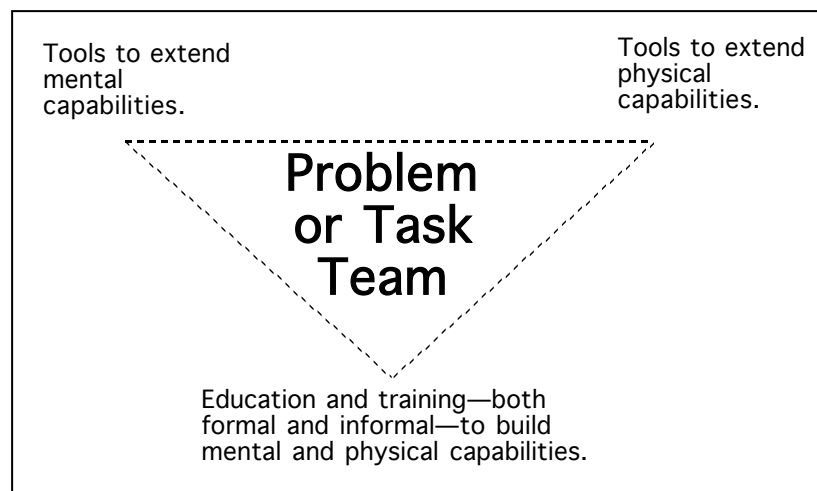 Tools to extend
mental
capabilities.
Tools to extend
physical
capabilities.
Problem
or Task
Team
Education and training—both
formal and informal—to build
mental and physical capabilities.